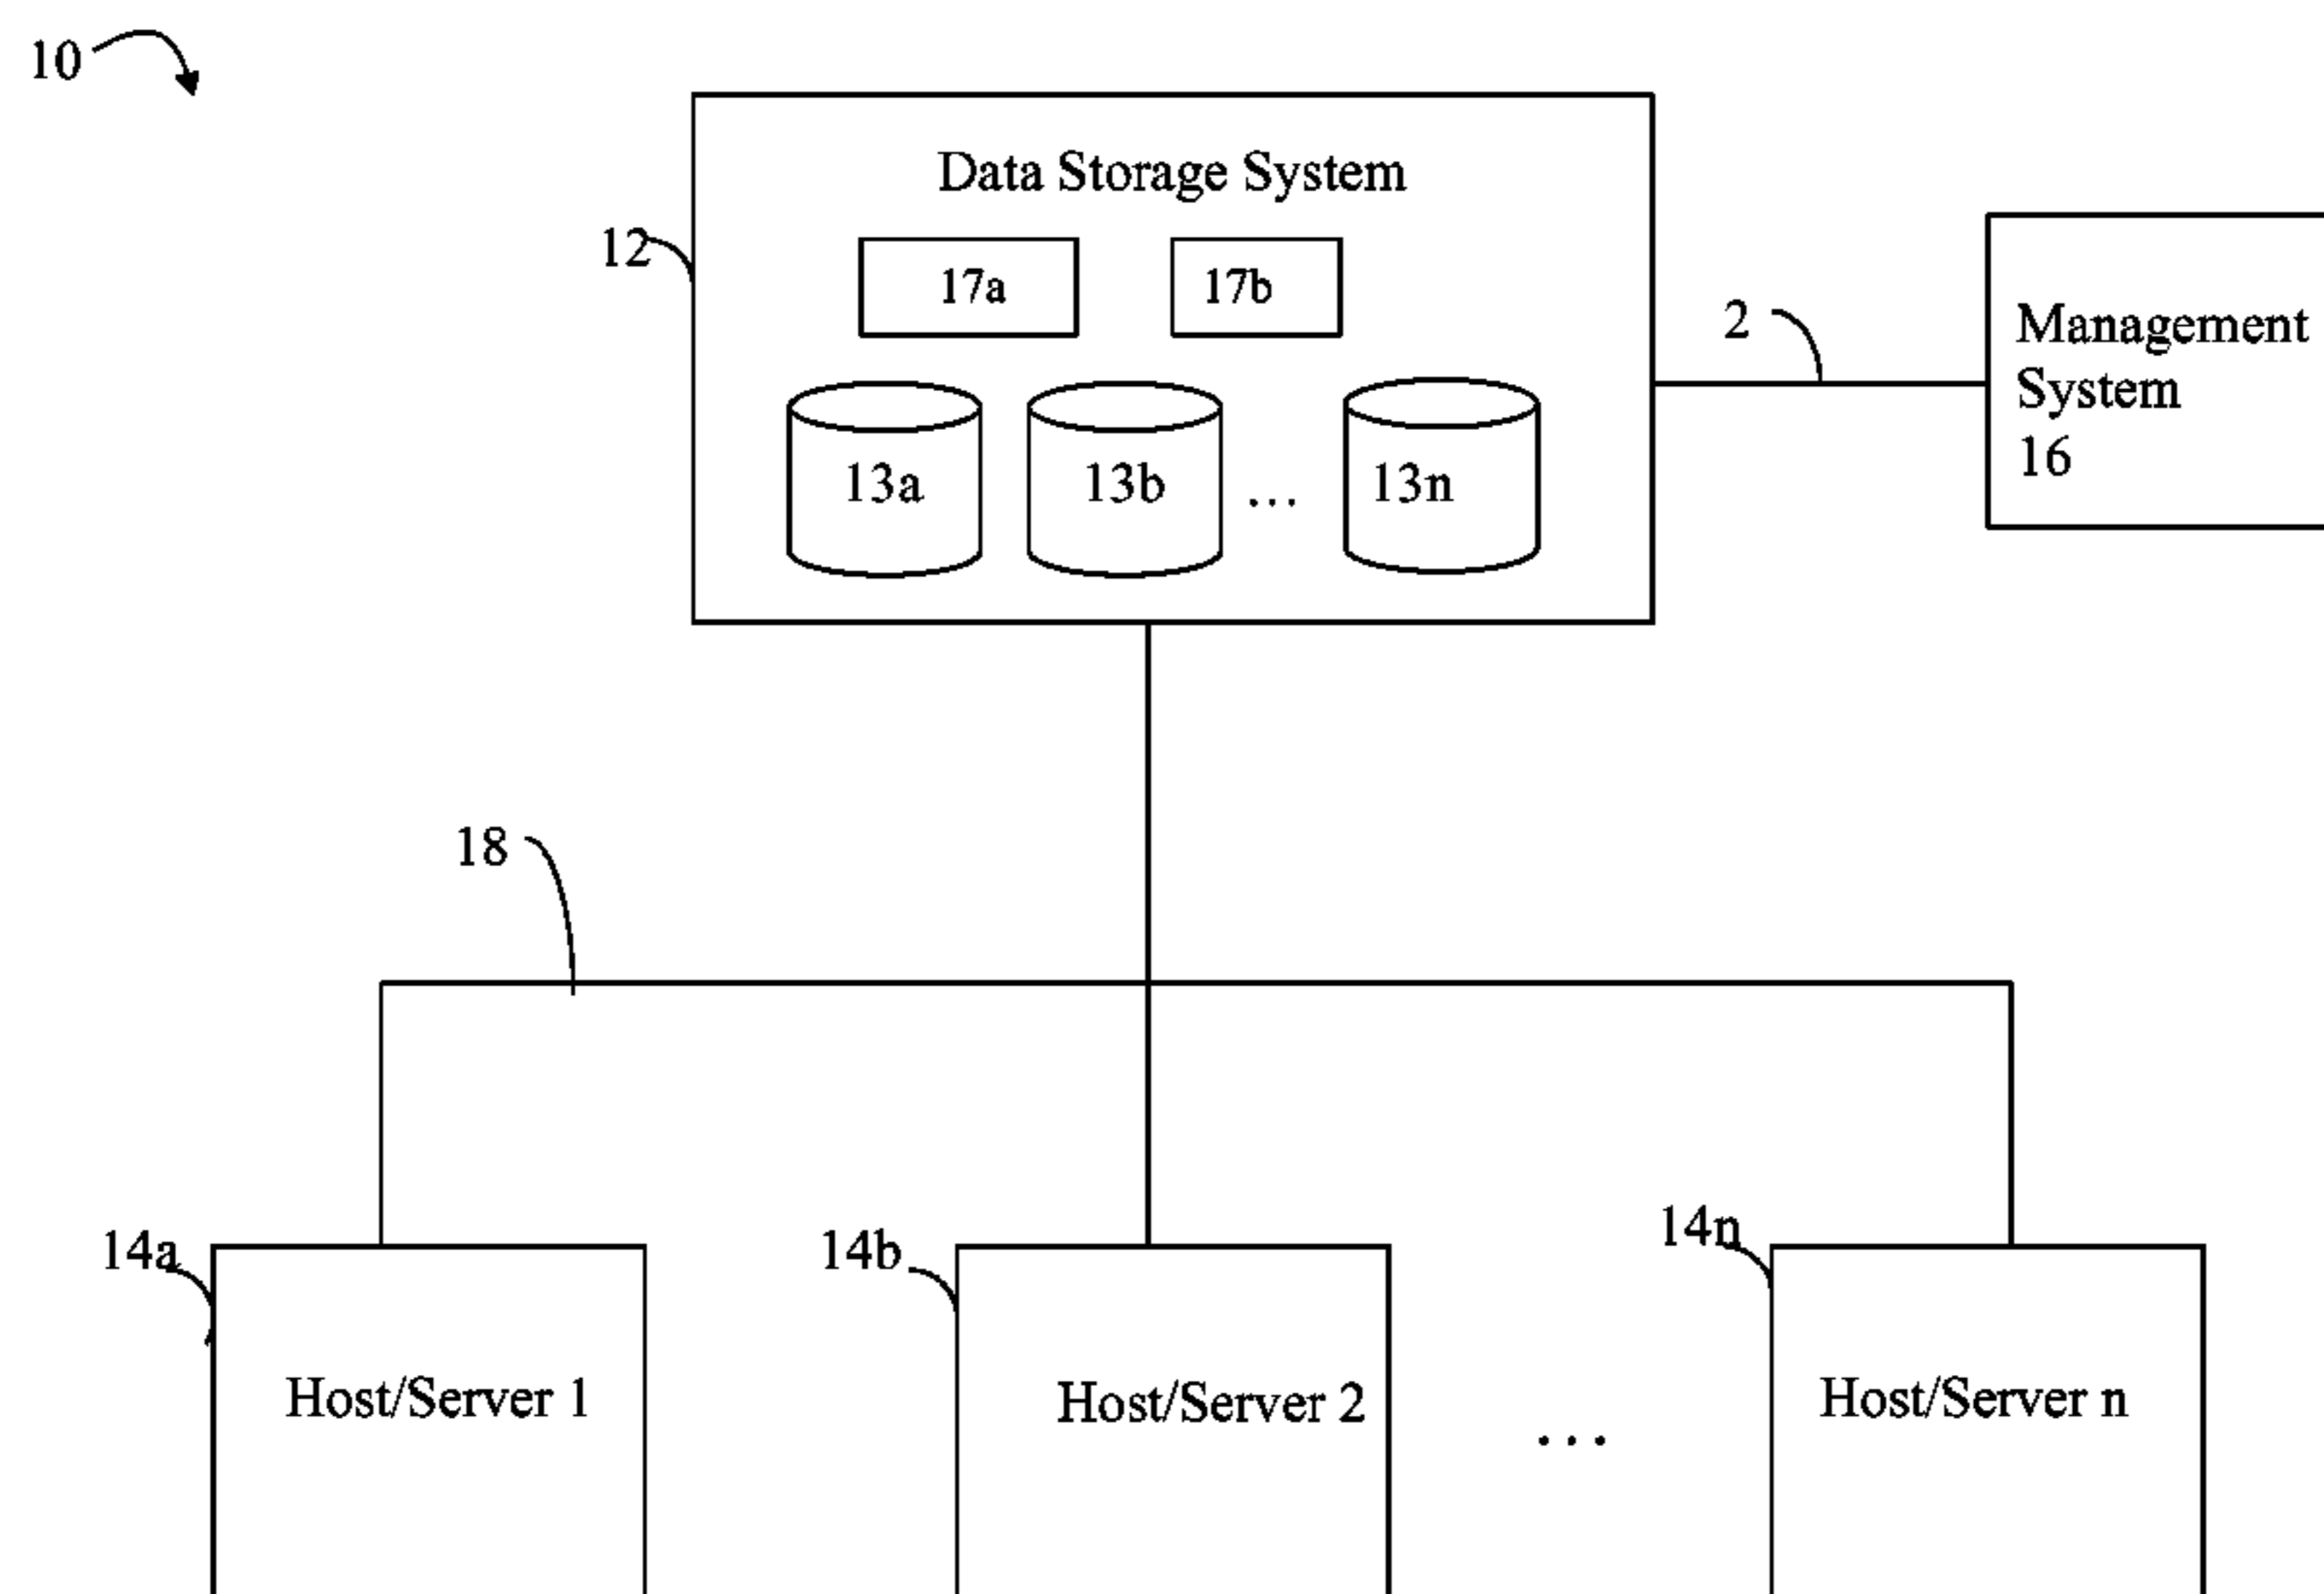 10
Data Storage System
12
17a 17b
2
Management
System
16
13a 13b ... 13n
18
14a 14b 14n
Host/Server 1 Host/Server 2 ... Host/Server n